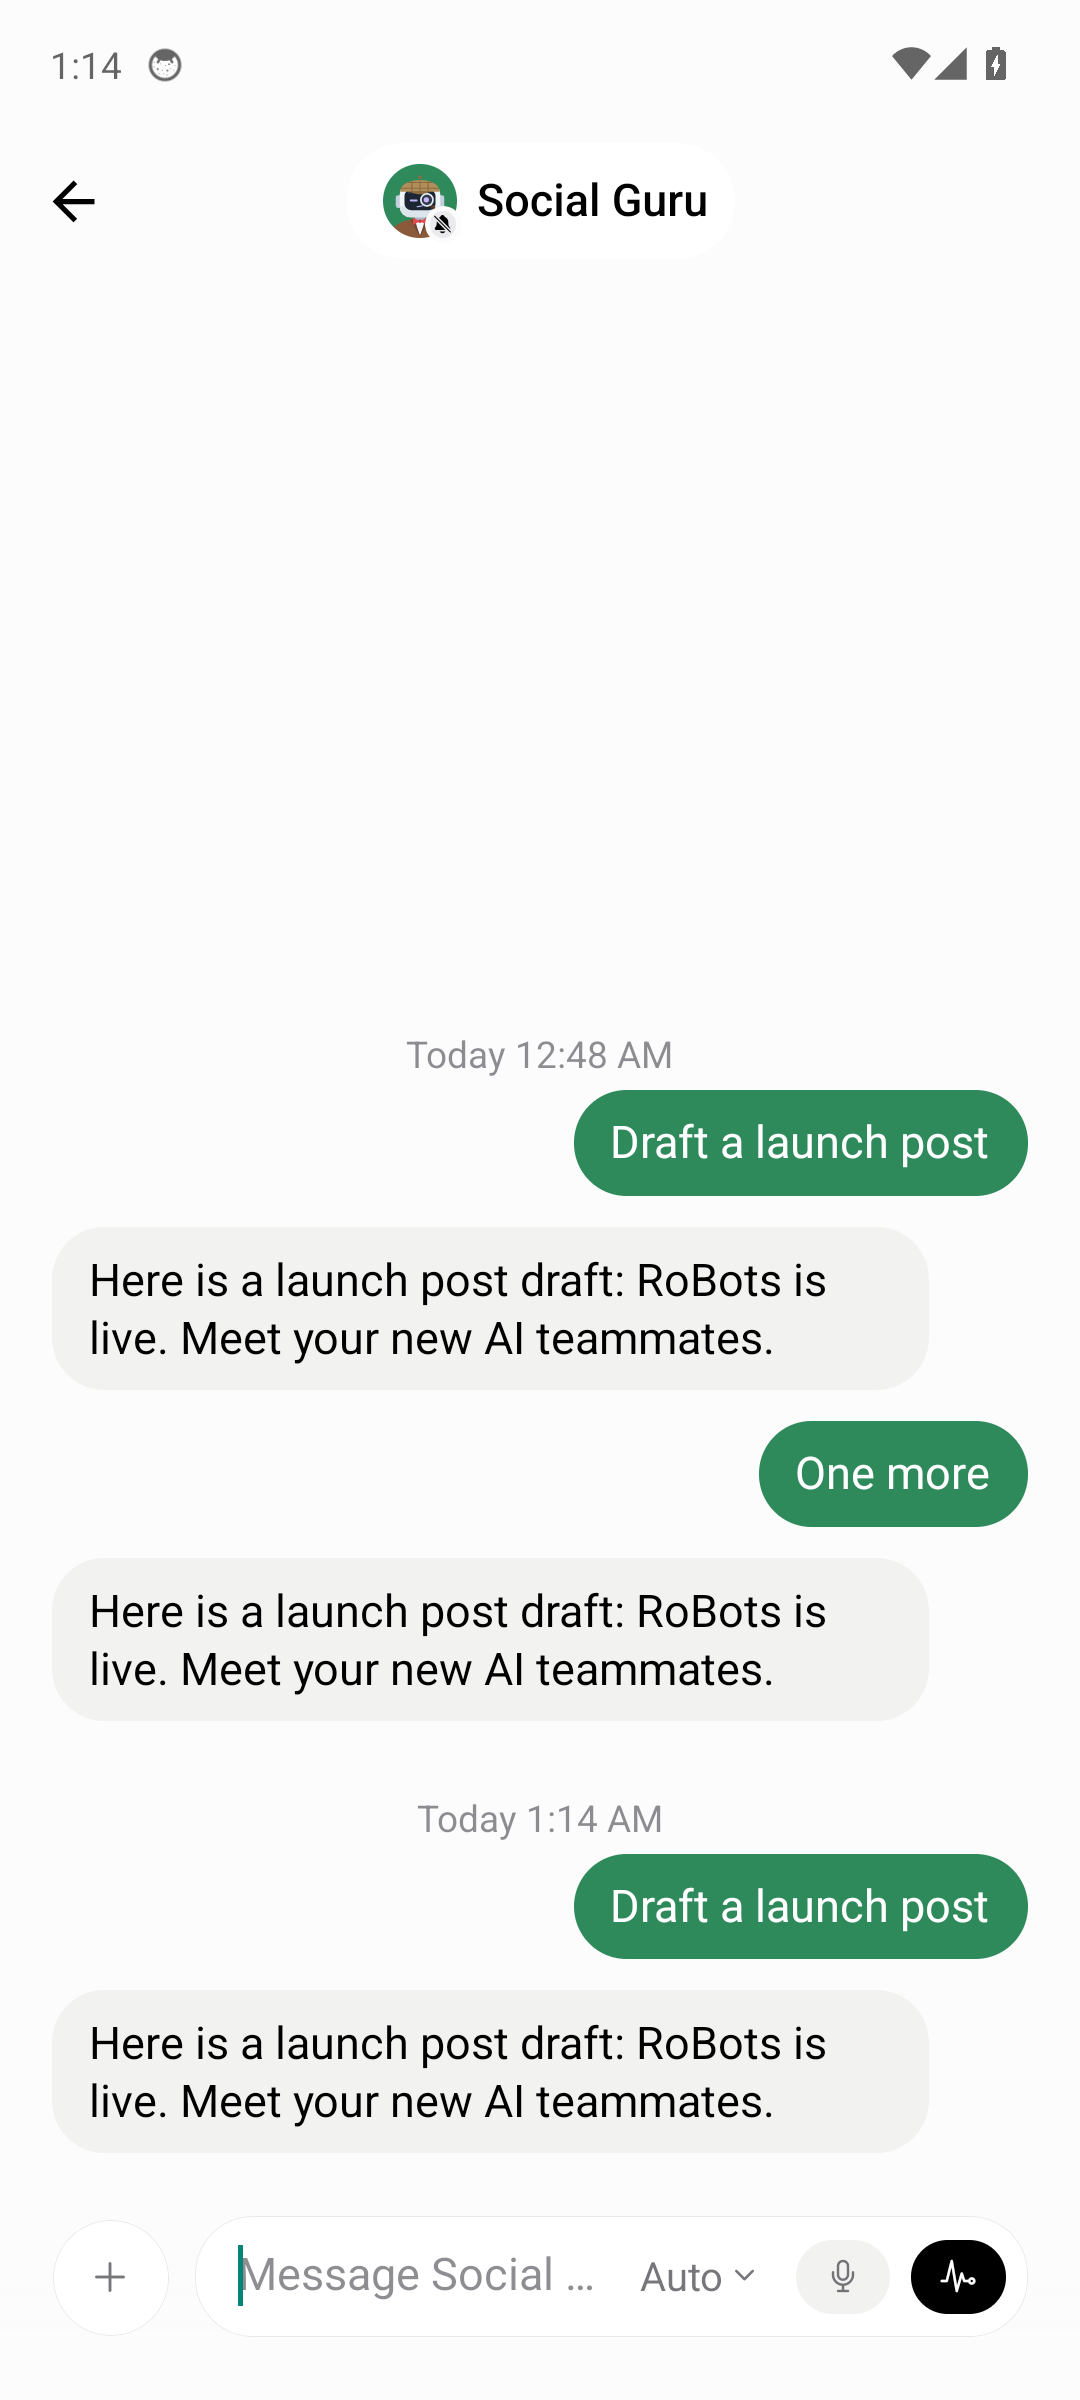 1:14
Social Guru
Today 12:48 AM
Draft a launch post
Here is a launch post draft: RoBots is
live. Meet your new AI teammates.
One more
Here is a launch post draft: RoBots is
live. Meet your new AI teammates.
Today 1:14 AM
Draft a launch post
Here is a launch post draft: RoBots is
live. Meet your new AI teammates.
Message Social ... Auto